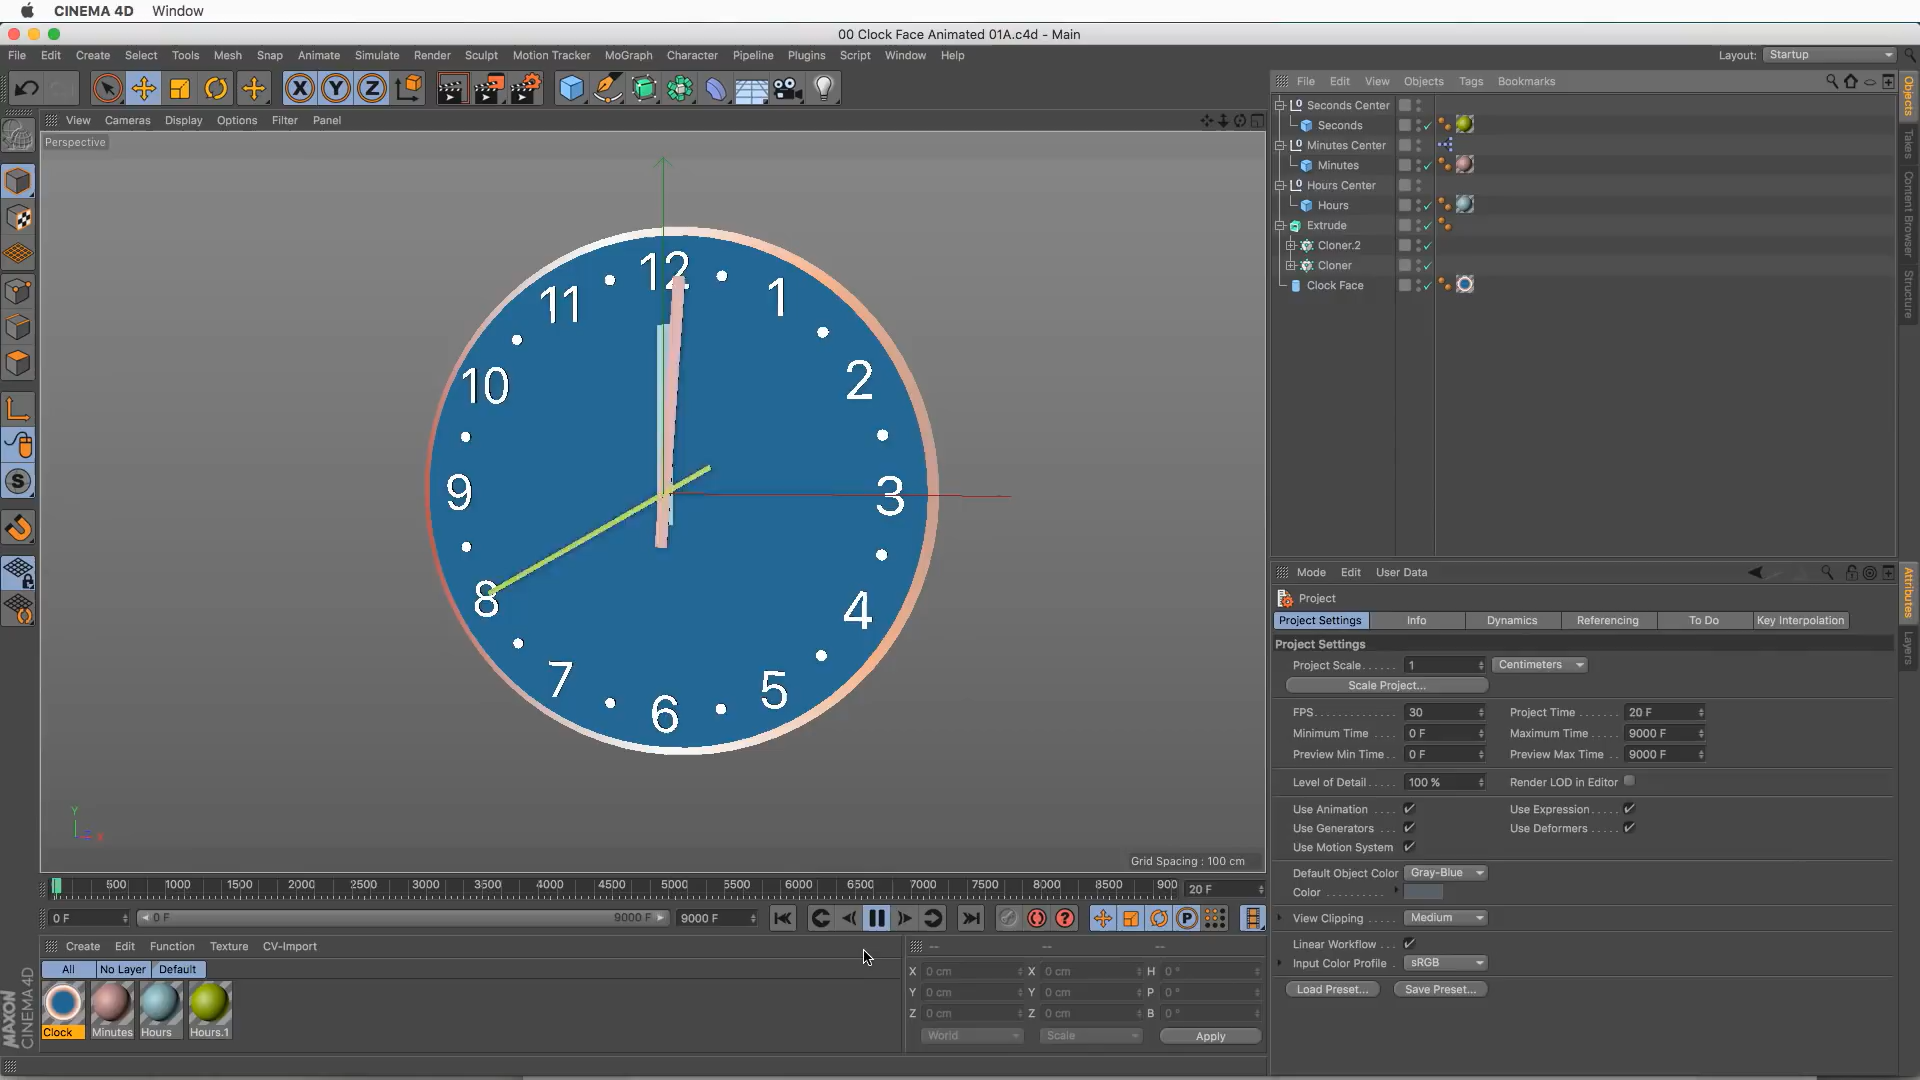 CINEMA 4D Window
00 Clock Face Animated 01A.c4d - Main
File Edit Create Select Tools Mesh Snap Animate Simulate Render Sculpt Motion Tracker MoGraph Character Pipeline Plugins Script Window Help
Layout: Startup
X Y Z
File Edit View Objects Tags Bookmarks
View Cameras Display Options Filter Panel
Perspective
Seconds Center
Seconds
Minutes Center
Minutes
Hours Center
Hours
Extrude
Cloner.2
Cloner
Clock Face
Objects
Takes
Content Browser
Structure
12
11 1
10 2
9 3
8 4
7 5
6
Y
Grid Spacing : 100 cm
Mode Edit User Data
Project
Project Settings Info Dynamics Referencing To Do Key Interpolation
Project Settings
Project Scale...... 1 Centimeters
Scale Project...
FPS 30 Project Time 20 F
Minimum Time 0 F Maximum Time 9000 F
Preview Min Time 0 F Preview Max Time 9000 F
Level of Detail 100 % Render LOD in Editor
Use Animation Use Expression
Use Generators Use Deformers
Use Motion System
Default Object Color Gray-Blue
Color
View Clipping Medium
Linear Workflow
Input Color Profile sRGB
Load Preset... Save Preset...
Attributes
Layers
500 1000 1500 2000 2500 3000 3500 4000 4500 5000 5500 6000 6500 7000 7500 8000 8500 900 20 F
0 F 0 F 9000 F 9000 F
P
Create Edit Function Texture CV-Import
-- -- --
All No Layer Default
Clock Minutes Hours Hours.1
X 0 cm X 0 cm H 0 °
Y 0 cm Y 0 cm P 0 °
Z 0 cm Z 0 cm B 0 °
World Scale Apply
MAXON
CINEMA 4D